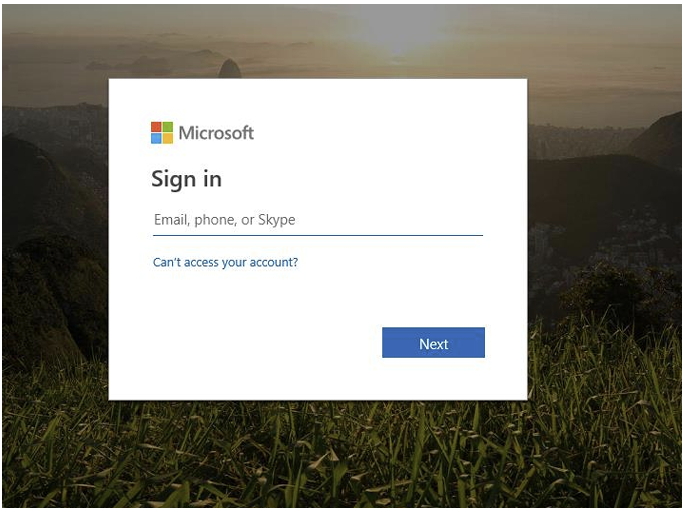 Microsoft
Sign in
Email, phone, or Skype
Can't access your account?
Next